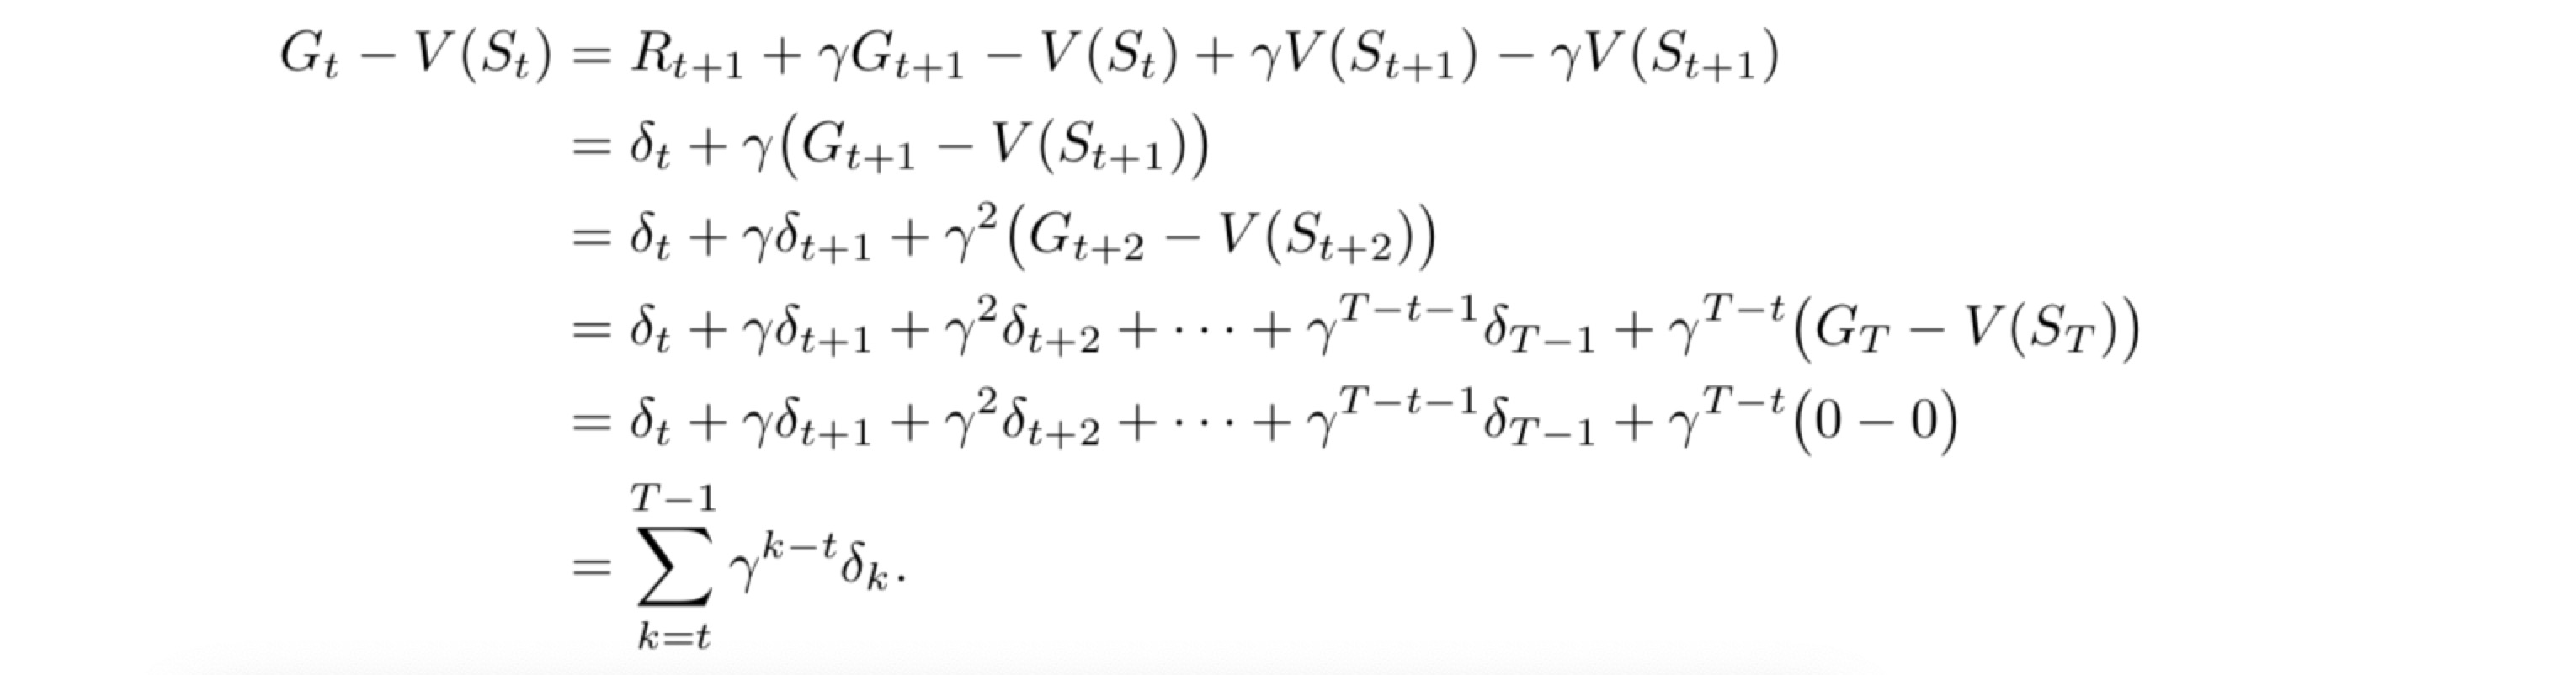 G_t − V(S_t) = R_{t+1} + γG_{t+1} − V(S_t) + γV(S_{t+1}) − γV(S_{t+1})
= δ_t + γ(G_{t+1} − V(S_{t+1}))
= δ_t + γδ_{t+1} + γ^2(G_{t+2} − V(S_{t+2}))
= δ_t + γδ_{t+1} + γ^2δ_{t+2} + ··· + γ^{T−t−1}δ_{T−1} + γ^{T−t}(G_T − V(S_T))
= δ_t + γδ_{t+1} + γ^2δ_{t+2} + ··· + γ^{T−t−1}δ_{T−1} + γ^{T−t}(0 − 0)
= ∑_{k=t}^{T−1} γ^{k−t}δ_k.